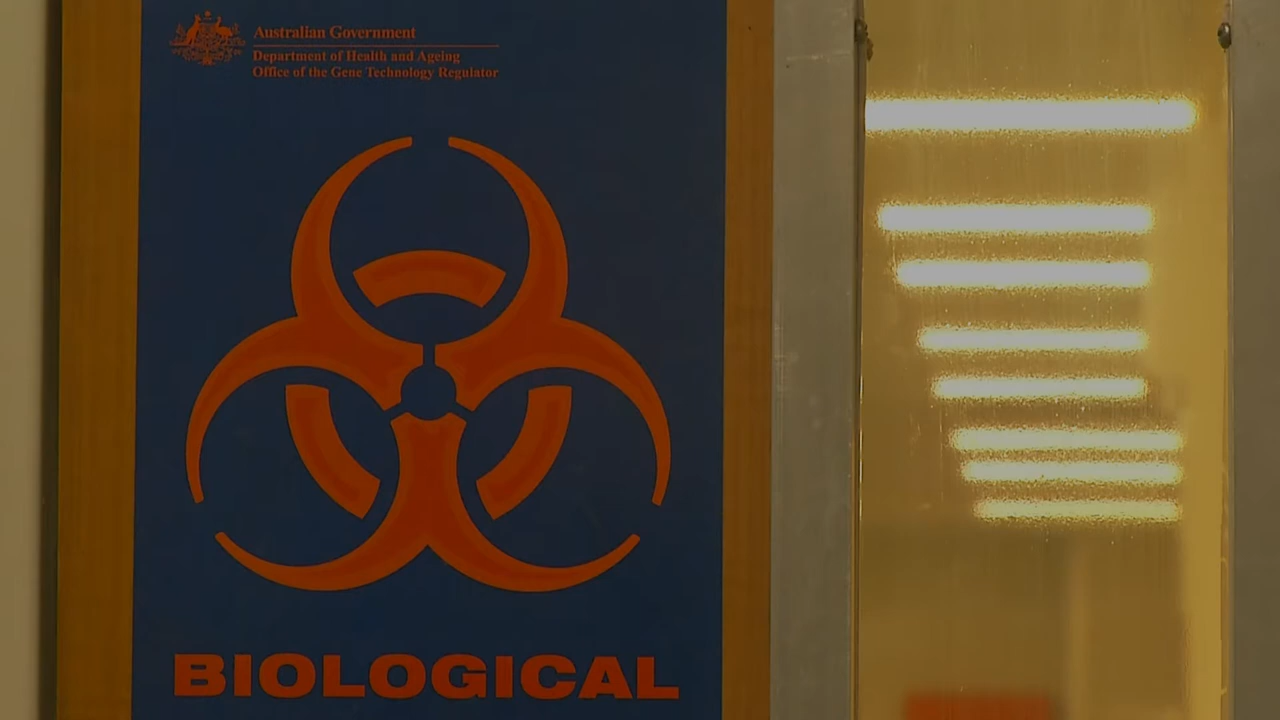 Australian Government
Department of Health and Ageing
Office of the Gene Technology Regulator
BIOLOGICAL